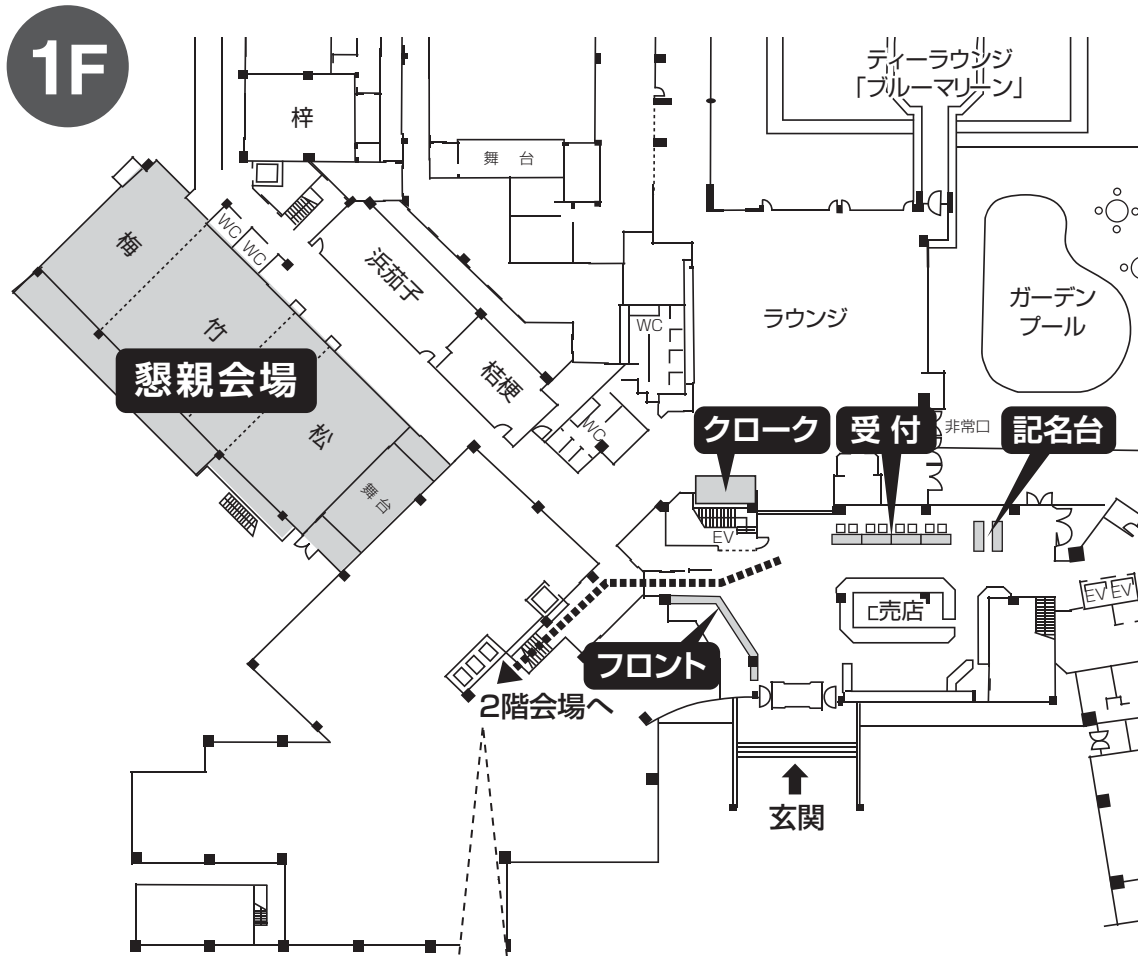 1F
ティーラウンジ
「ブルーマリーン」
梓
舞 台
WC
WC
梅
浜茄子
竹
ガーデン
プール
ラウンジ
WC
懇親会場
桔梗
松
WC
クローク
受 付
非常口
記名台
舞 台
EV
EV
EV
売店
フロント
2階会場へ
玄関